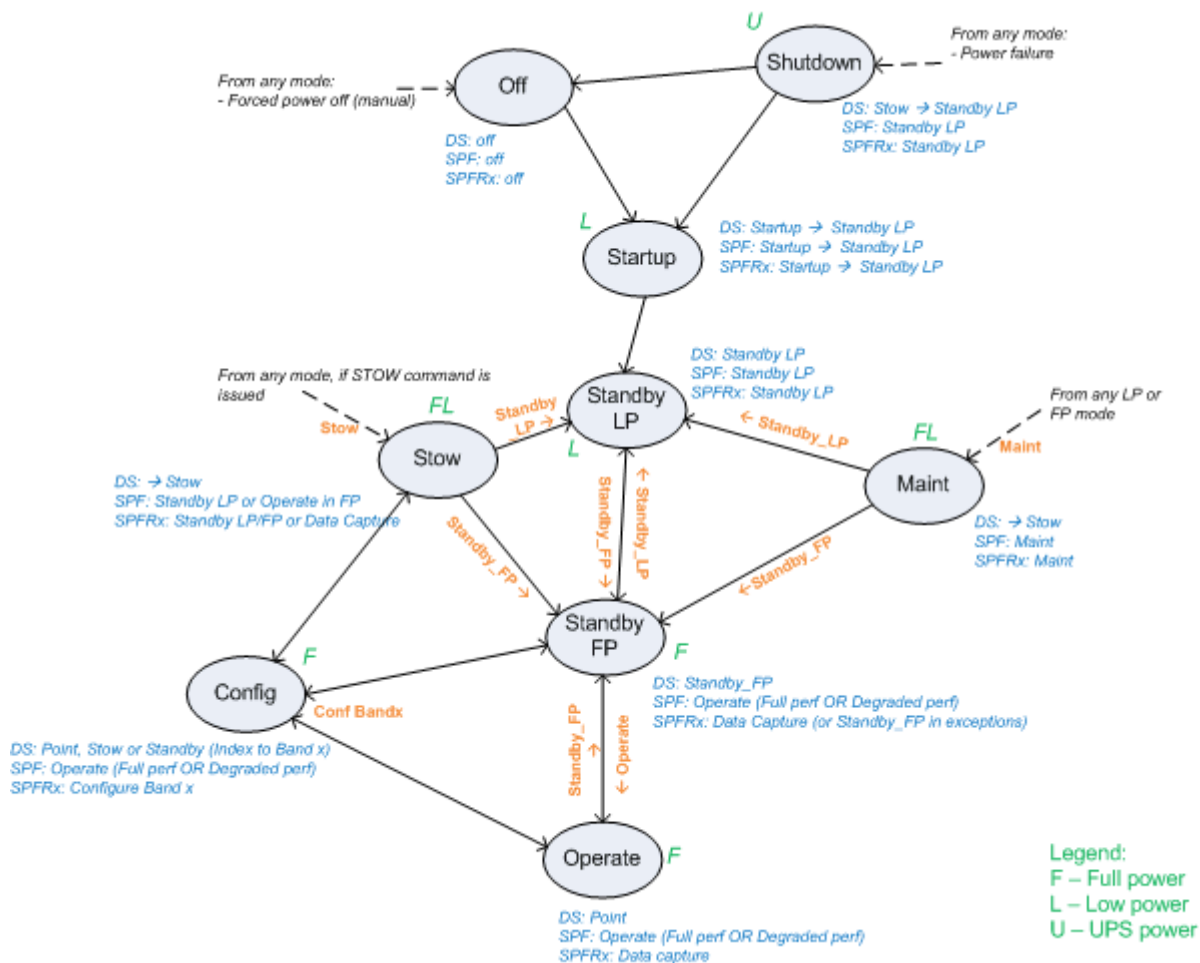 U
From any mode:
- Power failure
Shutdown
From any mode:
- Forced power off (manual)
Off
DS: Stow → Standby LP
SPF: Standby LP
SPFRx: Standby LP
DS: off
SPF: off
SPFRx: off
L
Startup
DS: Startup → Standby LP
SPF: Startup → Standby LP
SPFRx: Startup → Standby LP
DS: Standby LP
SPF: Standby LP
SPFRx: Standby LP
From any mode, if STOW command is
issued
Stow
FL
Standby
_LP →
Standby
LP
L
From any LP or
FP mode
Maint
FL
← Standby_LP
Stow
Maint
DS: → Stow
SPF: Standby LP or Operate in FP
SPFRx: Standby LP/FP or Data Capture
DS: → Stow
SPF: Maint
SPFRx: Maint
Standby_FP →
Standby_FP →
← Standby_LP
←Standby_FP
Standby
FP
F
F
Config
Conf Bandx
DS: Standby_FP
SPF: Operate (Full perf OR Degraded perf)
SPFRx: Data Capture (or Standby_FP in exceptions)
DS: Point, Stow or Standby (Index to Band x)
SPF: Operate (Full perf OR Degraded perf)
SPFRx: Configure Band x
Standby_FP →
← Operate
Operate
F
DS: Point
SPF: Operate (Full perf OR Degraded perf)
SPFRx: Data capture
Legend:
F – Full power
L – Low power
U – UPS power